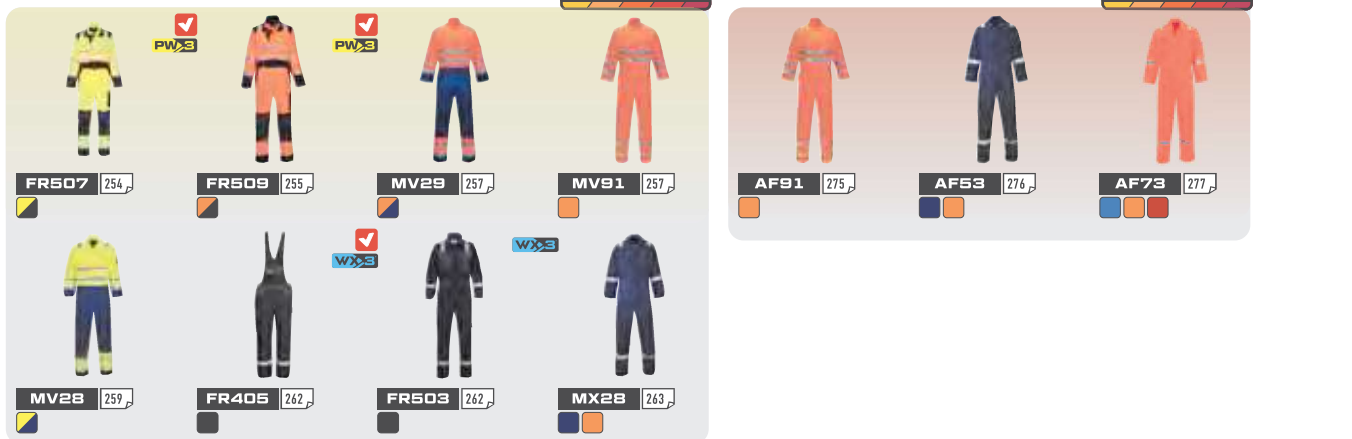 PW3
PW3
FR507 254
FR509 255
MV29 257
MV91 257
AF91 275
AF53 276
AF73 277
WX3
WX3
MV28 259
FR405 262
FR503 262
MX28 263